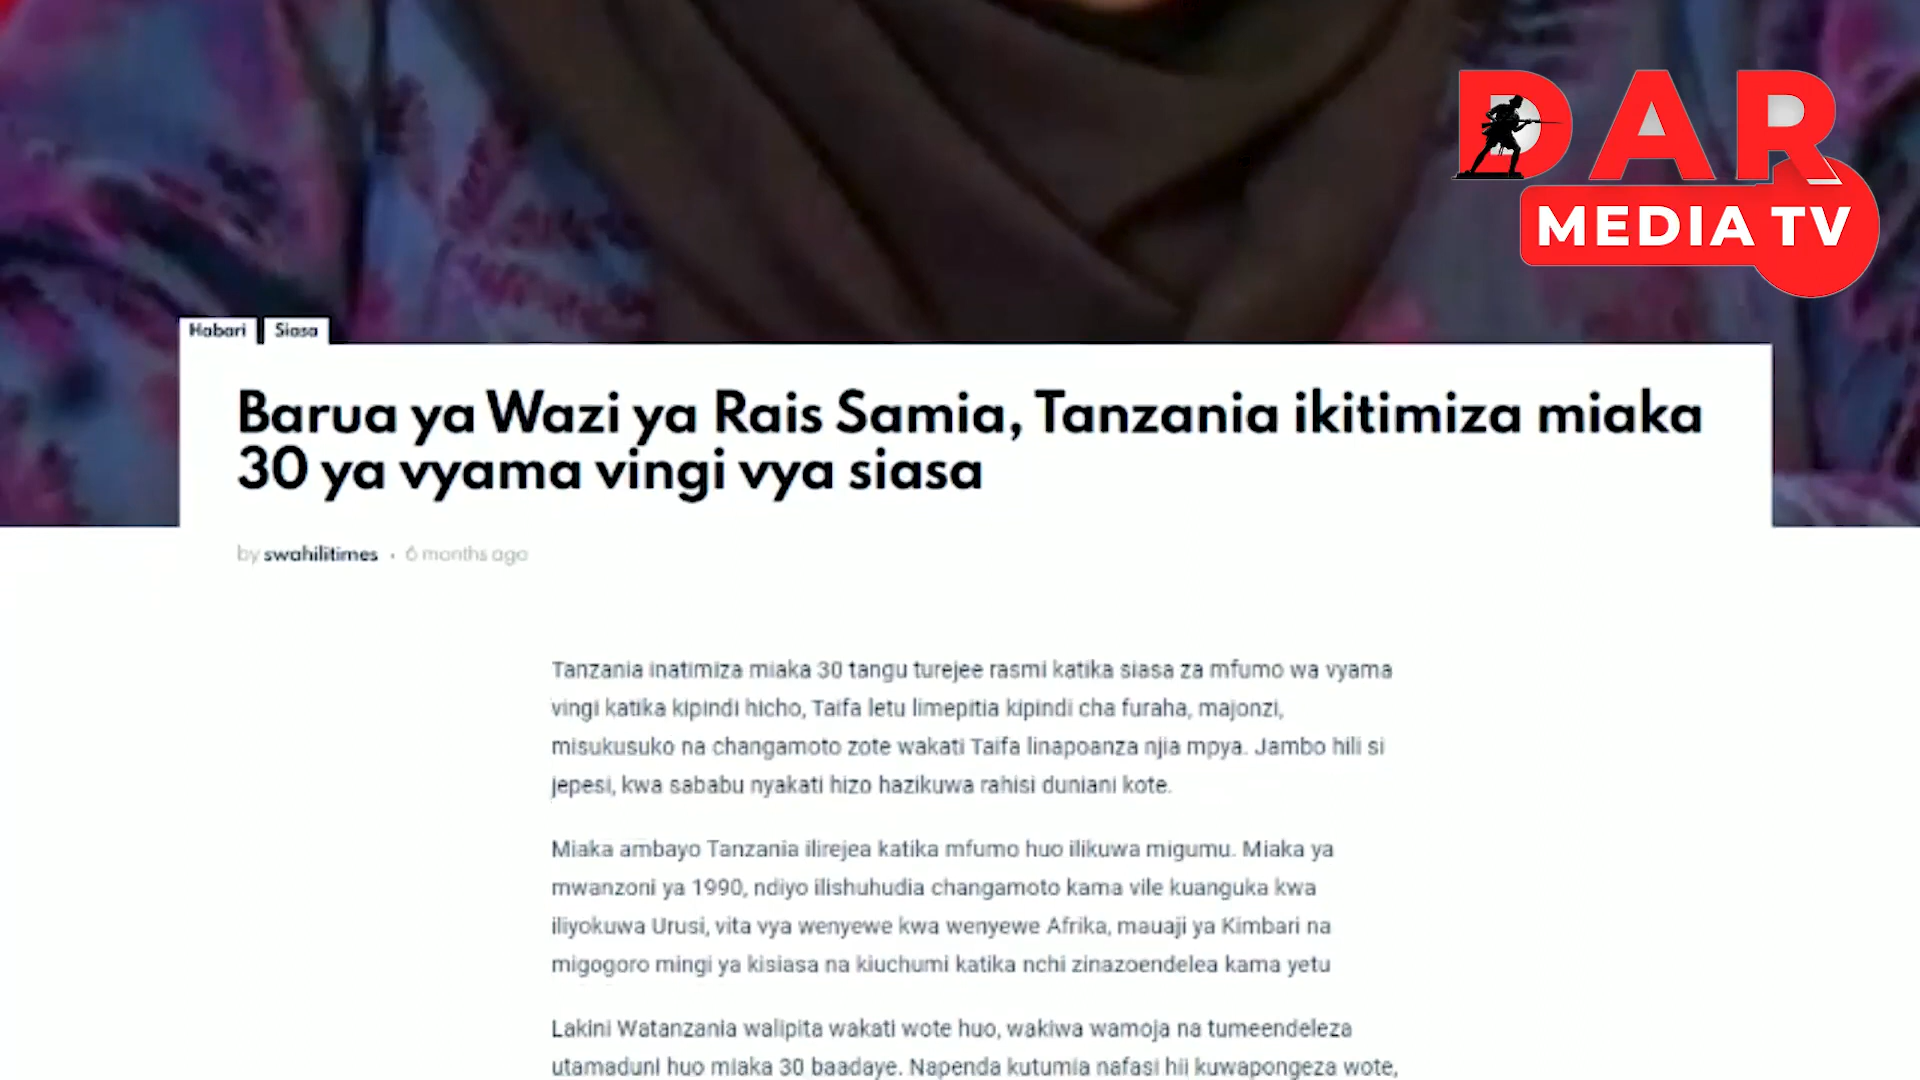 DAR
MEDIA TV
Habari Siasa
Barua ya Wazi ya Rais Samia, Tanzania ikitimiza miaka
30 ya vyama vingi vya siasa
by swahilitimes • 6 months ago
Tanzania inatimiza miaka 30 tangu turejee rasmi katika siasa za mfumo wa vyama
vingi katika kipindi hicho, Taifa letu limepitia kipindi cha furaha, majonzi,
misukusuko na changamoto zote wakati Taifa linapoanza njia mpya. Jambo hili si
jepesi, kwa sababu nyakati hizo hazikuwa rahisi duniani kote.
Miaka ambayo Tanzania ilirejea katika mfumo huo ilikuwa migumu. Miaka ya
mwanzoni ya 1990, ndiyo ilishuhudia changamoto kama vile kuanguka kwa
iliyokuwa Urusi, vita vya wenyewe kwa wenyewe Afrika, mauaji ya Kimbari na
migogoro mingi ya kisiasa na kiuchumi katika nchi zinazoendelea kama yetu
Lakini Watanzania walipita wakati wote huo, wakiwa wamoja na tumeendeleza
utamaduni huo miaka 30 baadaye. Napenda kutumia nafasi hii kuwapongeza wote,